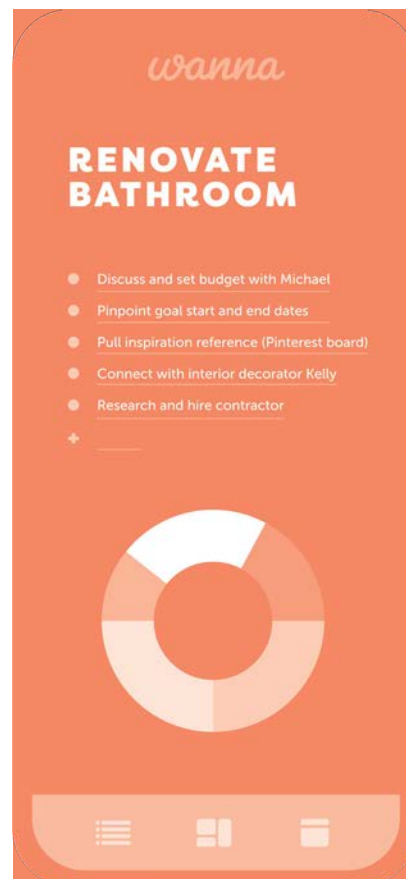 wanna
RENOVATE
BATHROOM
Discuss and set budget with Michael
Pinpoint goal start and end dates
Pull inspiration reference (Pinterest board)
Connect with interior decorator Kelly
Research and hire contractor